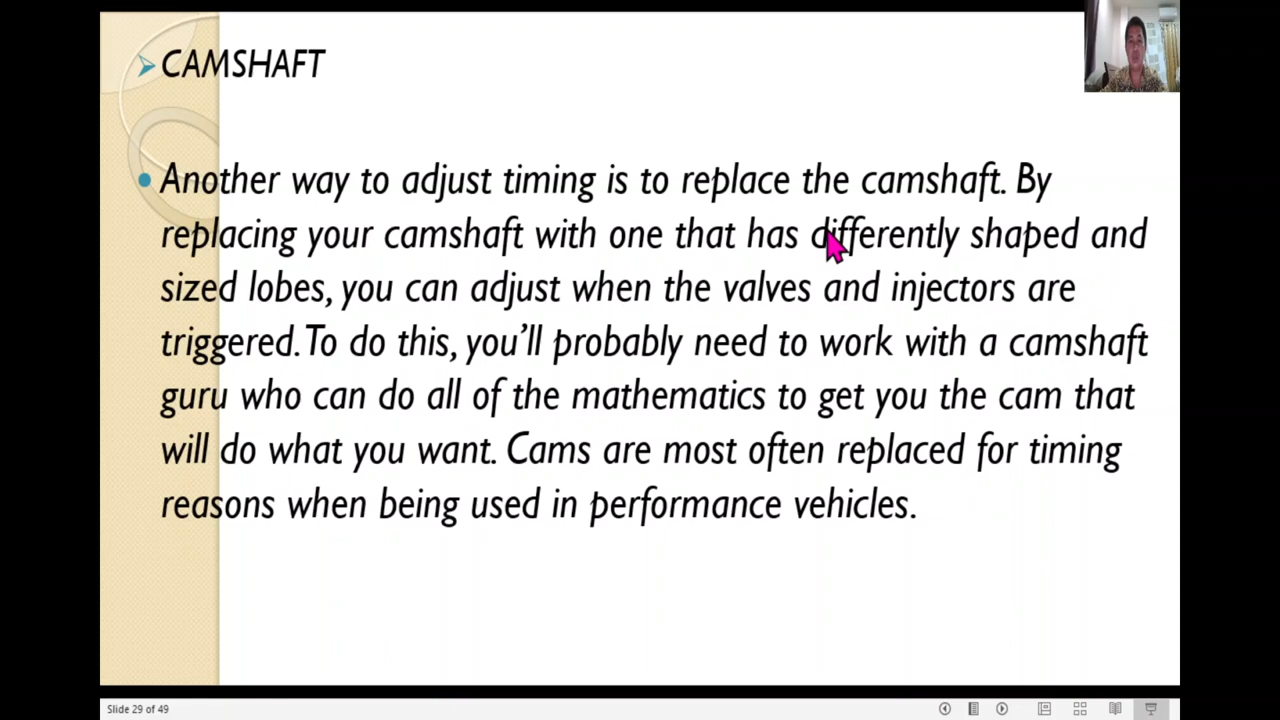 CAMSHAFT
Another way to adjust timing is to replace the camshaft. By
replacing your camshaft with one that has differently shaped and
sized lobes, you can adjust when the valves and injectors are
triggered. To do this, you’ll probably need to work with a camshaft
guru who can do all of the mathematics to get you the cam that
will do what you want. Cams are most often replaced for timing
reasons when being used in performance vehicles.
Slide 29 of 49